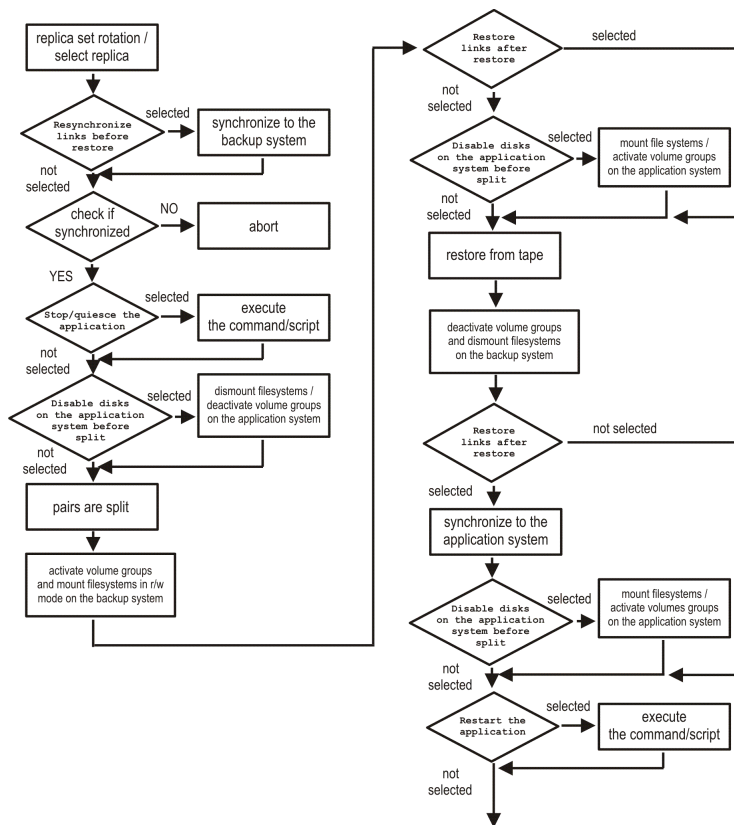 replica set rotation /
select replica
Resynchronize
links before
restore
selected
synchronize to the
backup system
not
selected
check if
synchronized
NO
abort
YES
Stop/quiesce the
application
selected
execute
the command/script
not
selected
Disable disks
on the application
system before
split
selected
dismount filesystems /
deactivate volume groups
on the application system
not
selected
pairs are split
activate volume groups
and mount filesystems in r/w
mode on the backup system
Restore
links after
restore
selected
not
selected
Disable disks
on the application
system before
split
selected
mount file systems /
activate volume groups
on the application system
not
selected
restore from tape
deactivate volume groups
and dismount filesystems
on the backup system
Restore
links after
restore
not selected
selected
synchronize to the
application system
Disable disks
on the application
system before
split
selected
mount filesystems /
activate volumes groups
on the application system
not
selected
Restart the
application
selected
execute
the command/script
not
selected